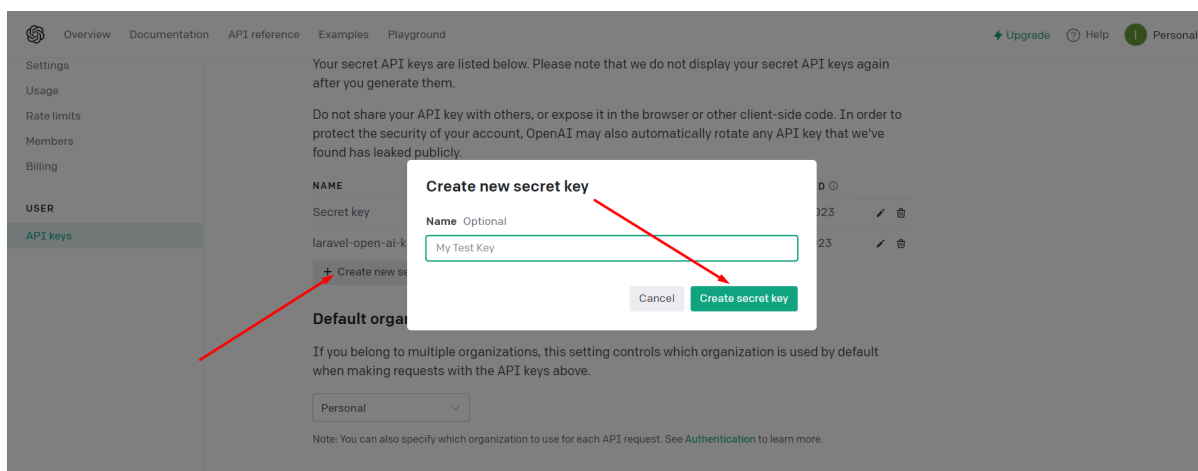 Overview Documentation API reference Examples Playground Upgrade Help I Personal
Settings
Usage
Rate limits
Members
Billing
USER
API keys
Your secret API keys are listed below. Please note that we do not display your secret API keys again
after you generate them.
Do not share your API key with others, or expose it in the browser or other client-side code. In order to
protect the security of your account, OpenAI may also automatically rotate any API key that we've
found has leaked publicly.
NAME D
Secret key 023
laravel-open-ai-k 23
+ Create new se
Create new secret key
Name Optional
My Test Key
Cancel Create secret key
Default orga
If you belong to multiple organizations, this setting controls which organization is used by default
when making requests with the API keys above.
Personal
Note: You can also specify which organization to use for each API request. See Authentication to learn more.